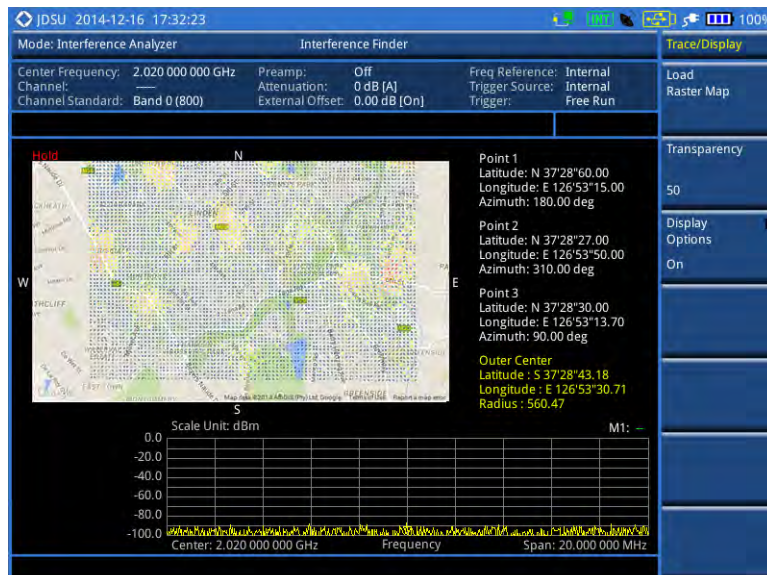 JDSU 2014-12-16 17:32:23
INT
100%
Mode: Interference Analyzer
Interference Finder
Trace/Display
Center Frequency: 2.020 000 000 GHz
Preamp: Off
Freq Reference: Internal
Channel: ----
Attenuation: 0 dB [A]
Trigger Source: Internal
Channel Standard: Band 0 (800)
External Offset: 0.00 dB [On]
Trigger: Free Run
Load
Raster Map
Transparency
50
Display
Options
On
Hold
N
W
E
S
LINDEN
EAST TOWN
GREENSIDE
Point 1
Latitude: N 37'28"60.00
Longitude: E 126'53"15.00
Azimuth: 180.00 deg
Point 2
Latitude: N 37'28"27.00
Longitude: E 126'53"50.00
Azimuth: 310.00 deg
Point 3
Latitude: N 37'28"30.00
Longitude: E 126'53"13.70
Azimuth: 90.00 deg
Outer Center
Latitude : S 37'28"43.18
Longitude : E 126'53"30.71
Radius : 560.47
Scale Unit: dBm
M1: --
0.0
-20.0
-40.0
-60.0
-80.0
-100.0
Center: 2.020 000 000 GHz
Frequency
Span: 20.000 000 MHz